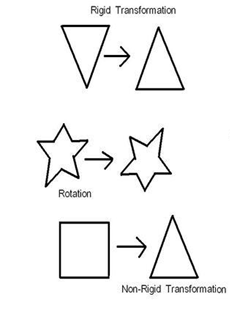 Rigid Transformation
Rotation
Non-Rigid Transformation